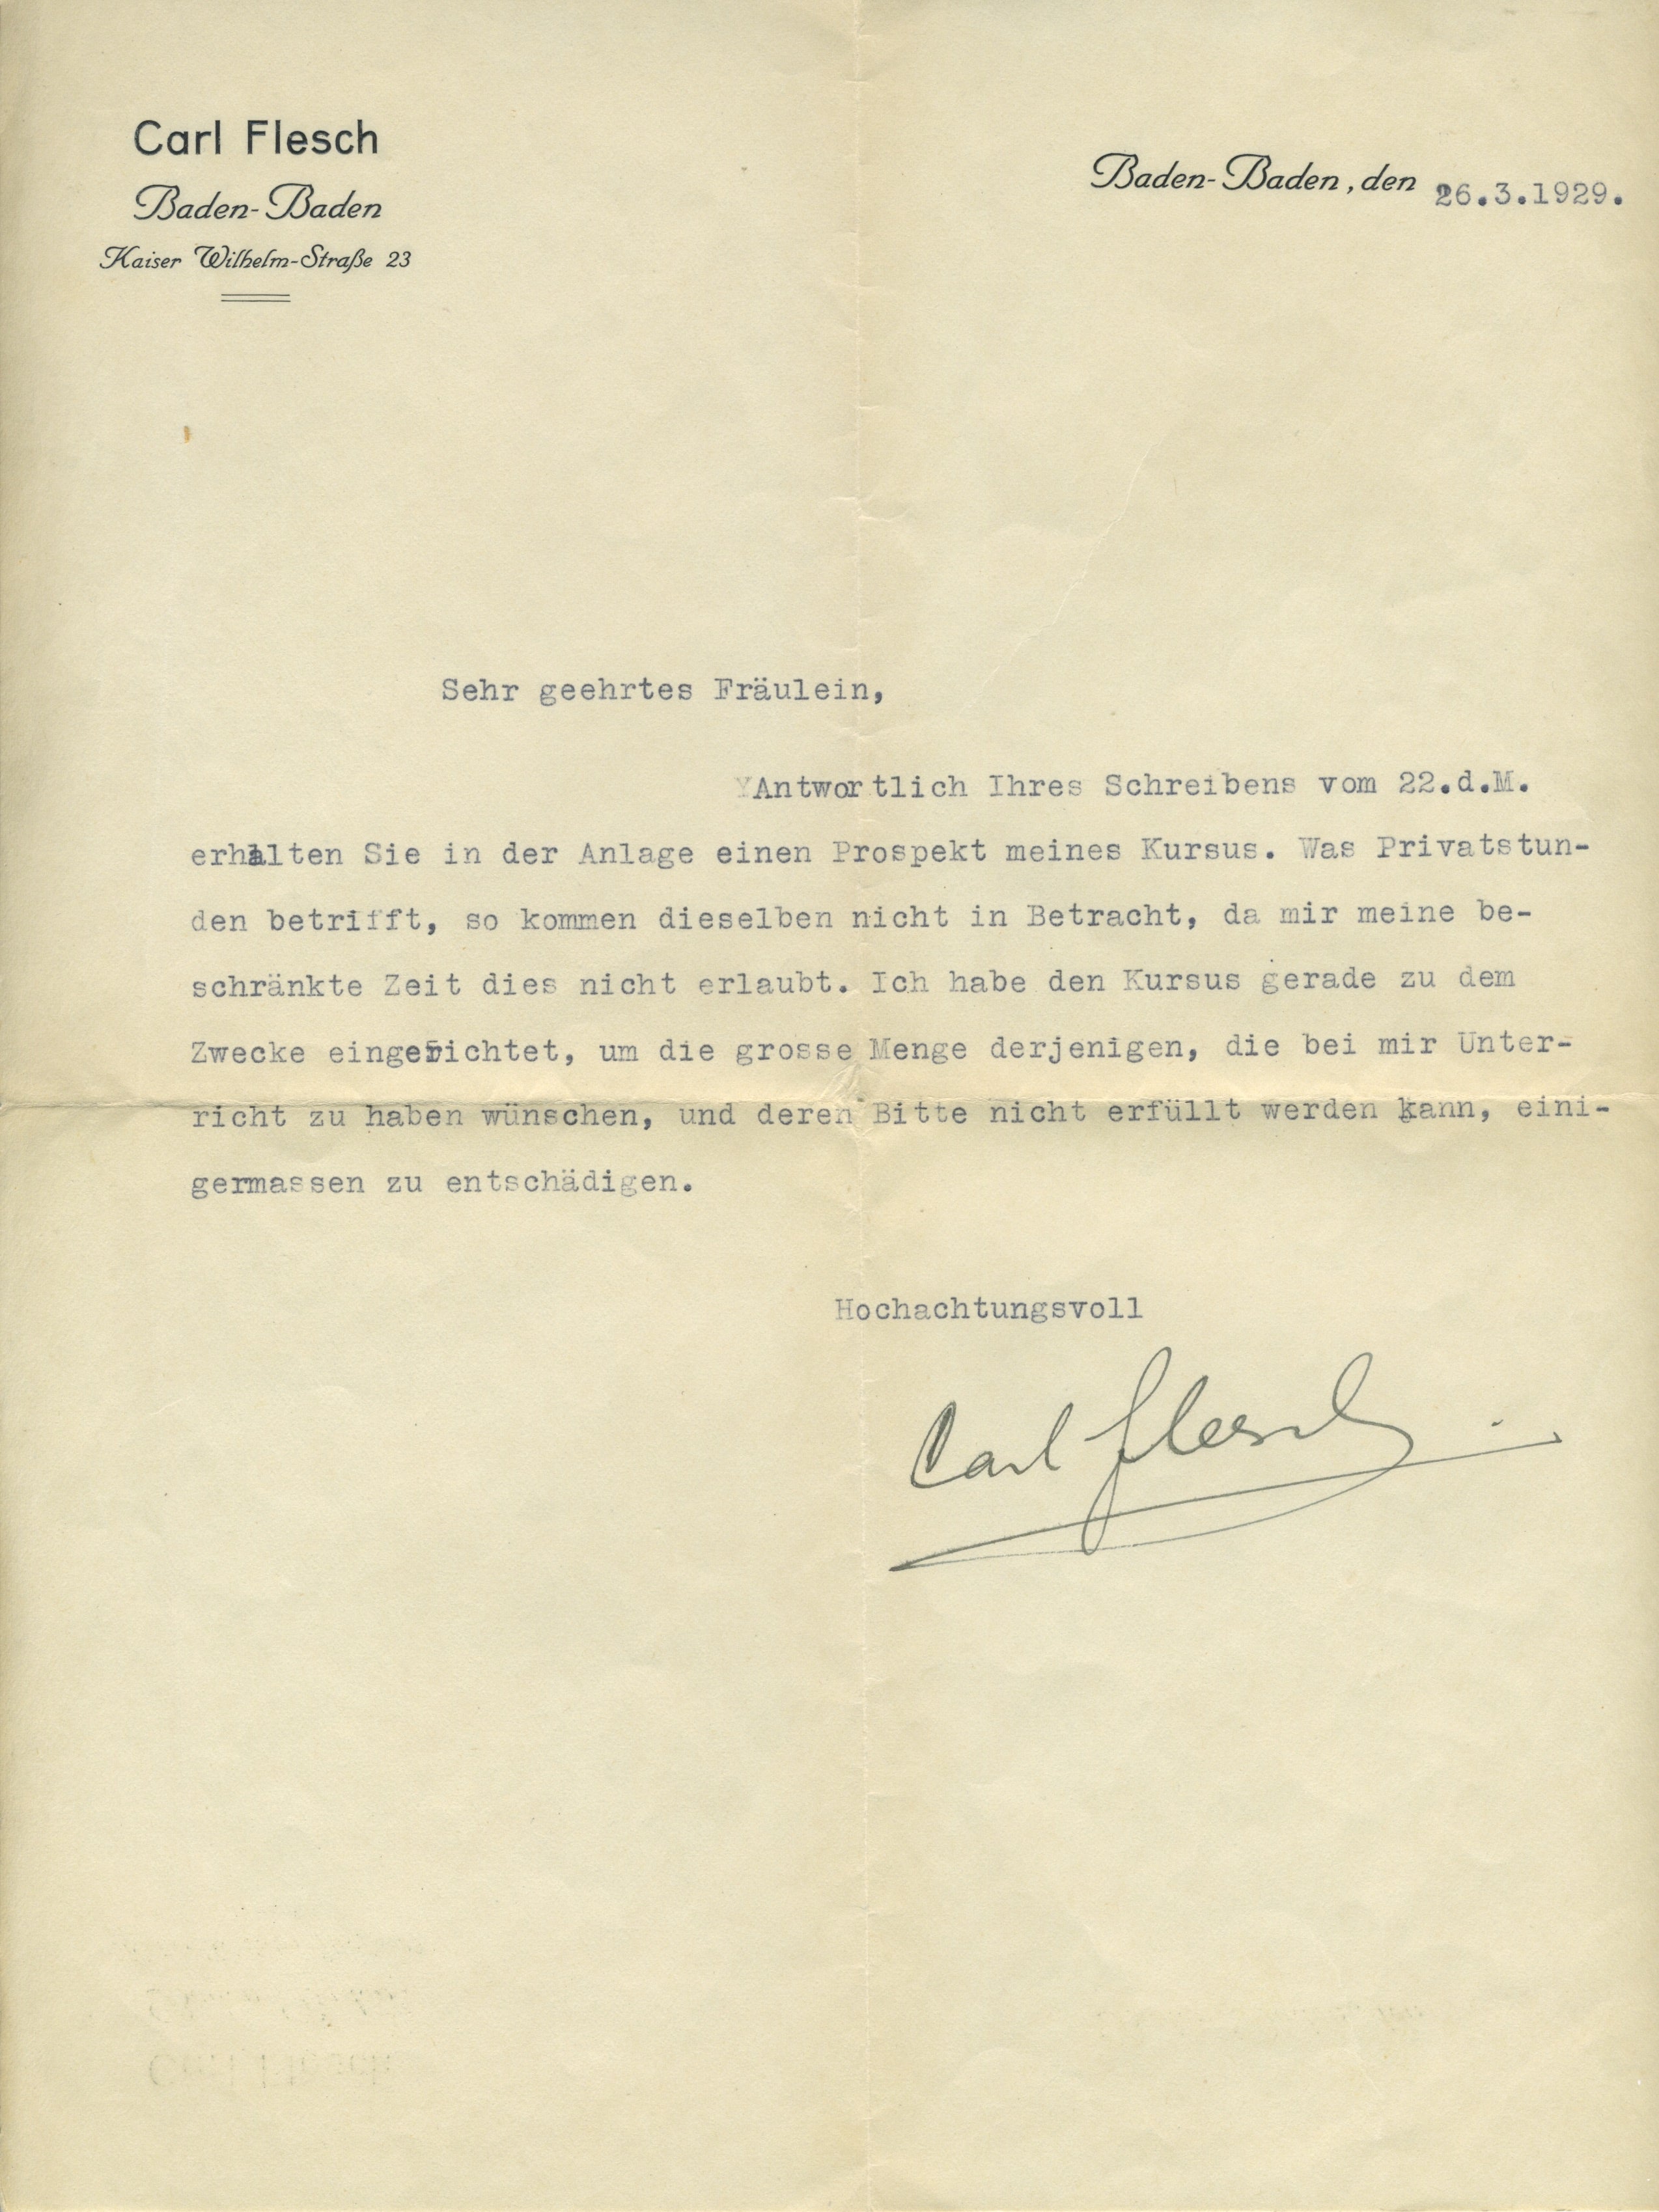 Carl Flesch
Baden-Baden
Kaiser Wilhelm-Straße 23
Baden-Baden, den 26.3.1929.
Sehr geehrtes Fräulein,
Antwortlich Ihres Schreibens vom 22.d.M.
erhalten Sie in der Anlage einen Prospekt meines Kursus. Was Privatstun-
den betrifft, so kommen dieselben nicht in Betracht, da mir meine be-
schränkte Zeit dies nicht erlaubt. Ich habe den Kursus gerade zu dem
Zwecke eingerichtet, um die grosse Menge derjenigen, die bei mir Unter-
richt zu haben wünschen, und deren Bitte nicht erfüllt werden kann, eini-
germassen zu entschädigen.
Hochachtungsvoll
Carl Flesch